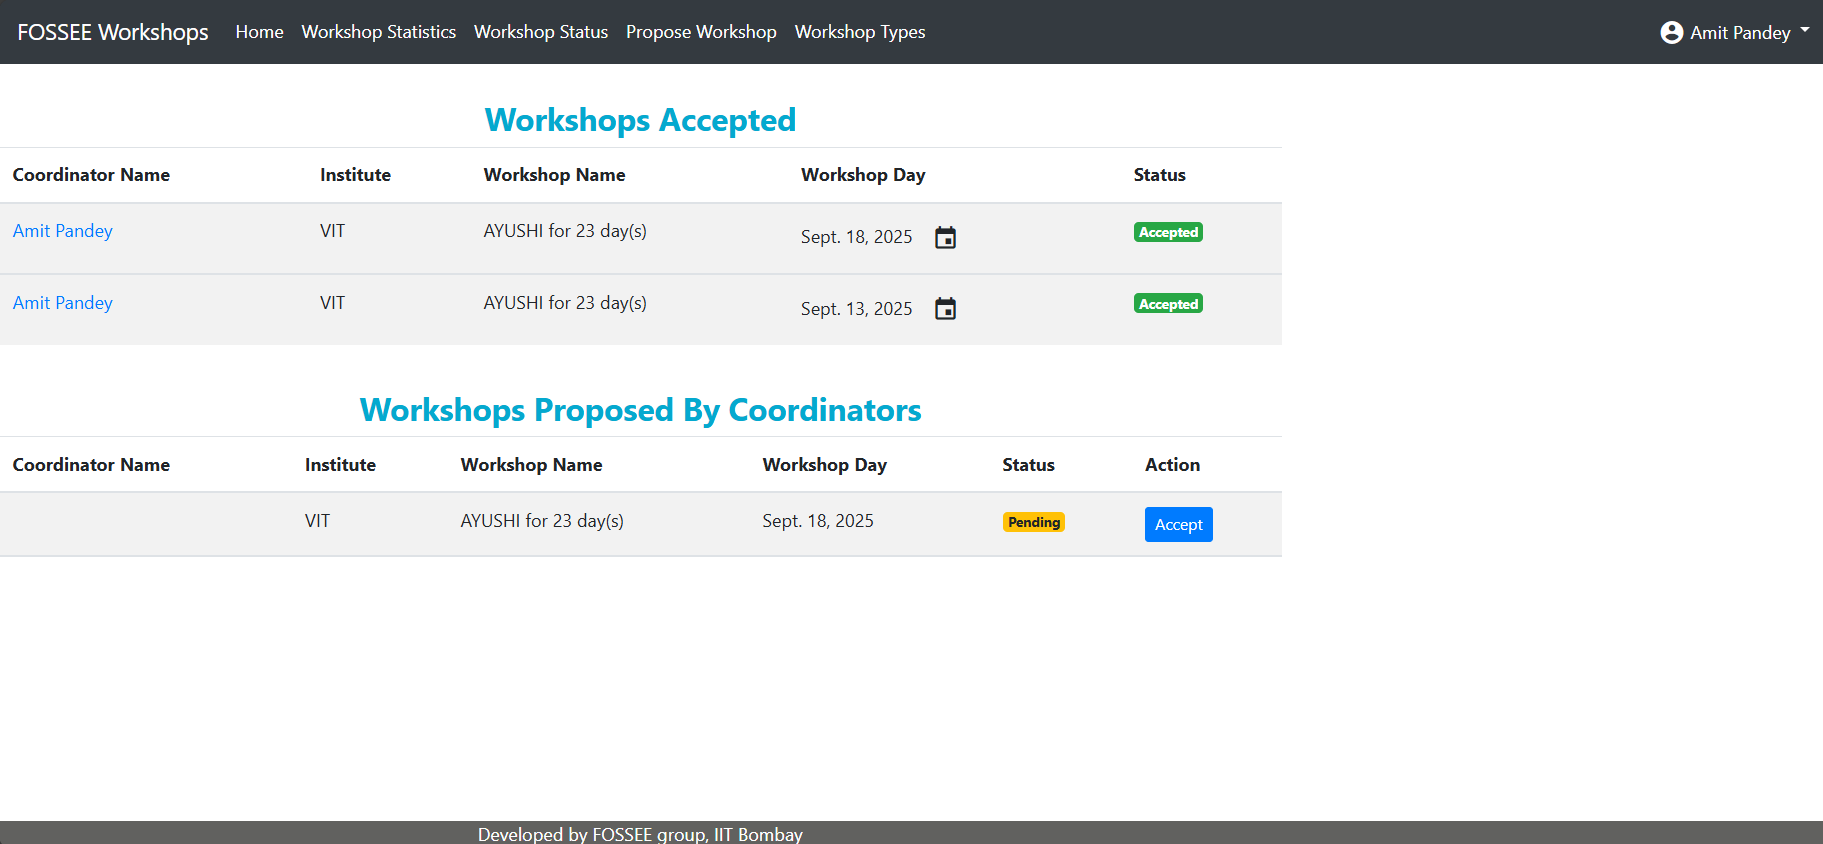 FOSSEE Workshops Home Workshop Statistics Workshop Status Propose Workshop Workshop Types Amit Pandey
Workshops Accepted
Coordinator Name Institute Workshop Name Workshop Day Status
Amit Pandey VIT AYUSHI for 23 day(s) Sept. 18, 2025 Accepted
Amit Pandey VIT AYUSHI for 23 day(s) Sept. 13, 2025 Accepted
Workshops Proposed By Coordinators
Coordinator Name Institute Workshop Name Workshop Day Status Action
VIT AYUSHI for 23 day(s) Sept. 18, 2025 Pending Accept
Developed by FOSSEE group, IIT Bombay